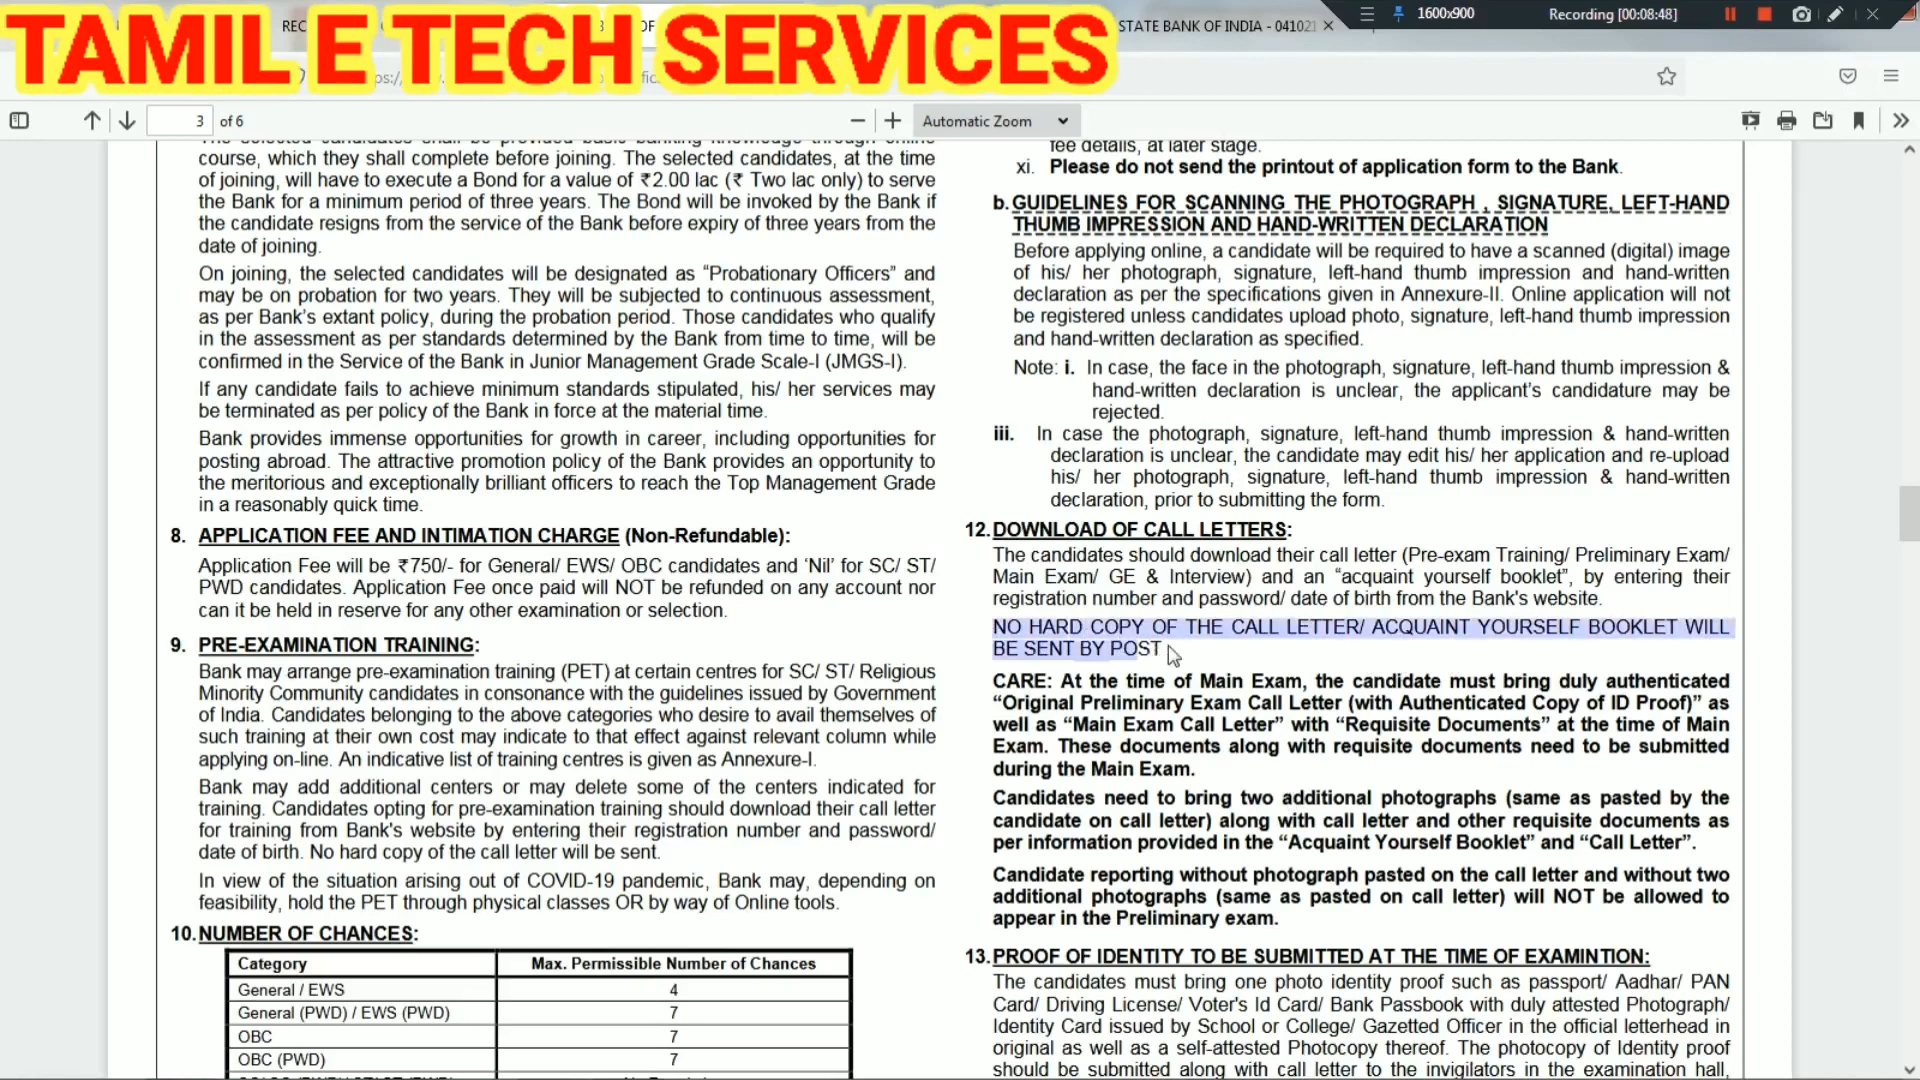 TAMIL E TECH SERVICES
REC
OF
STATE BANK OF INDIA - 041021
1600x900
Recording [00:08:48]
3 of 6
Automatic Zoom
The selected candidates shall be provided basic banking knowledge through online
course, which they shall complete before joining. The selected candidates, at the time
of joining, will have to execute a Bond for a value of ₹2.00 lac (₹ Two lac only) to serve
the Bank for a minimum period of three years. The Bond will be invoked by the Bank if
the candidate resigns from the service of the Bank before expiry of three years from the
date of joining.
On joining, the selected candidates will be designated as “Probationary Officers” and
may be on probation for two years. They will be subjected to continuous assessment,
as per Bank’s extant policy, during the probation period. Those candidates who qualify
in the assessment as per standards determined by the Bank from time to time, will be
confirmed in the Service of the Bank in Junior Management Grade Scale-I (JMGS-I).
If any candidate fails to achieve minimum standards stipulated, his/ her services may
be terminated as per policy of the Bank in force at the material time.
Bank provides immense opportunities for growth in career, including opportunities for
posting abroad. The attractive promotion policy of the Bank provides an opportunity to
the meritorious and exceptionally brilliant officers to reach the Top Management Grade
in a reasonably quick time.
8. APPLICATION FEE AND INTIMATION CHARGE (Non-Refundable):
Application Fee will be ₹750/- for General/ EWS/ OBC candidates and ‘Nil’ for SC/ ST/
PWD candidates. Application Fee once paid will NOT be refunded on any account nor
can it be held in reserve for any other examination or selection.
9. PRE-EXAMINATION TRAINING:
Bank may arrange pre-examination training (PET) at certain centres for SC/ ST/ Religious
Minority Community candidates in consonance with the guidelines issued by Government
of India. Candidates belonging to the above categories who desire to avail themselves of
such training at their own cost may indicate to that effect against relevant column while
applying on-line. An indicative list of training centres is given as Annexure-I.
Bank may add additional centers or may delete some of the centers indicated for
training. Candidates opting for pre-examination training should download their call letter
for training from Bank's website by entering their registration number and password/
date of birth. No hard copy of the call letter will be sent.
In view of the situation arising out of COVID-19 pandemic, Bank may, depending on
feasibility, hold the PET through physical classes OR by way of Online tools.
10. NUMBER OF CHANCES:
Category Max. Permissible Number of Chances
General / EWS 4
General (PWD) / EWS (PWD) 7
OBC 7
OBC (PWD) 7
fee details, at later stage.
xi. Please do not send the printout of application form to the Bank.
b. GUIDELINES FOR SCANNING THE PHOTOGRAPH , SIGNATURE, LEFT-HAND
THUMB IMPRESSION AND HAND-WRITTEN DECLARATION
Before applying online, a candidate will be required to have a scanned (digital) image
of his/ her photograph, signature, left-hand thumb impression and hand-written
declaration as per the specifications given in Annexure-II. Online application will not
be registered unless candidates upload photo, signature, left-hand thumb impression
and hand-written declaration as specified.
Note: i. In case, the face in the photograph, signature, left-hand thumb impression &
hand-written declaration is unclear, the applicant’s candidature may be
rejected.
iii. In case the photograph, signature, left-hand thumb impression & hand-written
declaration is unclear, the candidate may edit his/ her application and re-upload
his/ her photograph, signature, left-hand thumb impression & hand-written
declaration, prior to submitting the form.
12. DOWNLOAD OF CALL LETTERS:
The candidates should download their call letter (Pre-exam Training/ Preliminary Exam/
Main Exam/ GE & Interview) and an “acquaint yourself booklet”, by entering their
registration number and password/ date of birth from the Bank's website.
NO HARD COPY OF THE CALL LETTER/ ACQUAINT YOURSELF BOOKLET WILL
BE SENT BY POST
CARE: At the time of Main Exam, the candidate must bring duly authenticated
“Original Preliminary Exam Call Letter (with Authenticated Copy of ID Proof)” as
well as “Main Exam Call Letter” with “Requisite Documents” at the time of Main
Exam. These documents along with requisite documents need to be submitted
during the Main Exam.
Candidates need to bring two additional photographs (same as pasted by the
candidate on call letter) along with call letter and other requisite documents as
per information provided in the “Acquaint Yourself Booklet” and “Call Letter”.
Candidate reporting without photograph pasted on the call letter and without two
additional photographs (same as pasted on call letter) will NOT be allowed to
appear in the Preliminary exam.
13. PROOF OF IDENTITY TO BE SUBMITTED AT THE TIME OF EXAMINTION:
The candidates must bring one photo identity proof such as passport/ Aadhar/ PAN
Card/ Driving License/ Voter's Id Card/ Bank Passbook with duly attested Photograph/
Identity Card issued by School or College/ Gazetted Officer in the official letterhead in
original as well as a self-attested Photocopy thereof. The photocopy of Identity proof
should be submitted along with call letter to the invigilators in the examination hall,